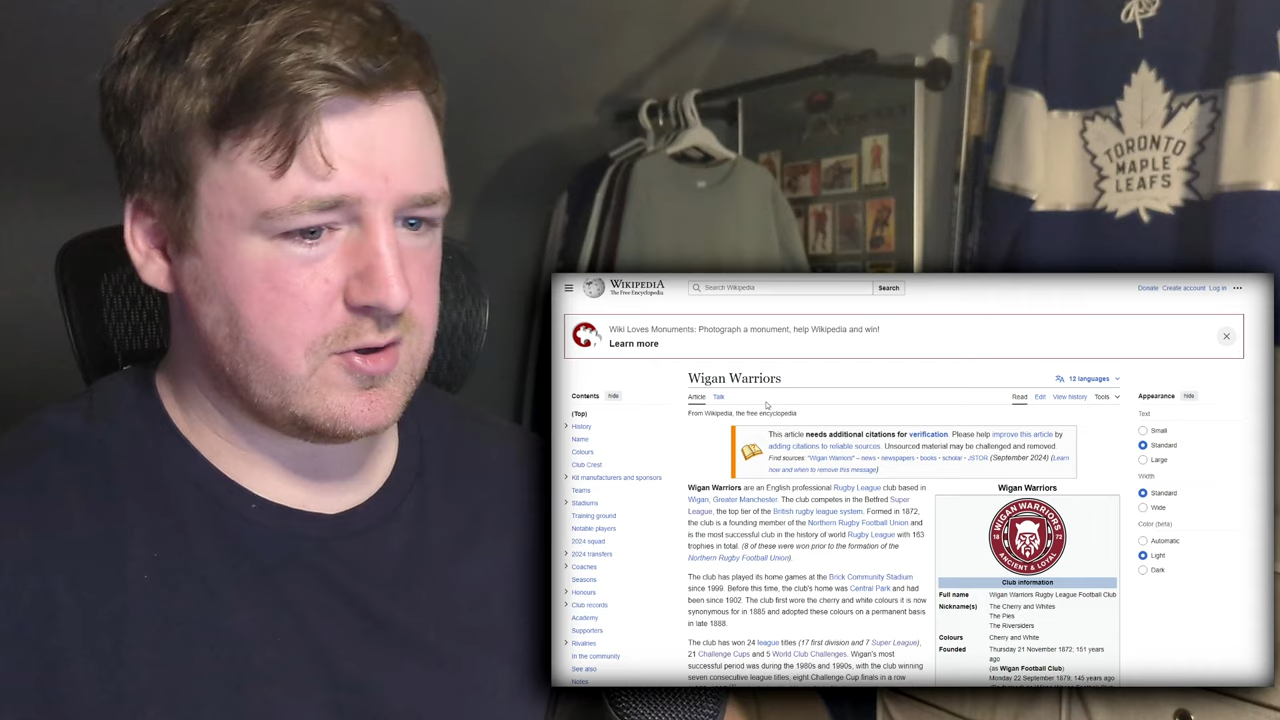 TORONTO
MAPLE
LEAFS
WIKIPEDIA
The Free Encyclopedia
Search Wikipedia
Search
Donate Create account Log in
Wiki Loves Monuments: Photograph a monument, help Wikipedia and win!
Learn more
Wigan Warriors
12 languages
Article Talk
Read Edit View history Tools
From Wikipedia, the free encyclopedia
Contents hide
(Top)
History
Name
Colours
Club Crest
Kit manufacturers and sponsors
Teams
Stadiums
Training ground
Notable players
2024 squad
2024 transfers
Coaches
Seasons
Honours
Club records
Academy
Supporters
Rivalries
In the community
See also
Notes
This article needs additional citations for verification. Please help improve this article by
adding citations to reliable sources. Unsourced material may be challenged and removed.
Find sources: "Wigan Warriors" – news · newspapers · books · scholar · JSTOR (September 2024) (Learn
how and when to remove this message)
Wigan Warriors are an English professional Rugby League club based in
Wigan, Greater Manchester. The club competes in the Betfred Super
League, the top tier of the British rugby league system. Formed in 1872,
the club is a founding member of the Northern Rugby Football Union and
is the most successful club in the history of world Rugby League with 163
trophies in total. (8 of these were won prior to the formation of the
Northern Rugby Football Union).
The club has played its home games at the Brick Community Stadium
since 1999. Before this time, the club's home was Central Park and had
been since 1902. The club first wore the cherry and white colours it is now
synonymous for in 1885 and adopted these colours on a permanent basis
in late 1888.
The club has won 24 league titles (17 first division and 7 Super League),
21 Challenge Cups and 5 World Club Challenges. Wigan's most
successful period was during the 1980s and 1990s, with the club winning
seven consecutive league titles, eight Challenge Cup finals in a row
Wigan Warriors
WIGAN WARRIORS
18 72
ANCIENT & LOYAL
Club information
Full name Wigan Warriors Rugby League Football Club
Nickname(s) The Cherry and Whites
The Pies
The Riversiders
Colours Cherry and White
Founded Thursday 21 November 1872; 151 years
ago
(as Wigan Football Club)
Monday 22 September 1879; 145 years ago
Appearance hide
Text
Small
Standard
Large
Width
Standard
Wide
Color (beta)
Automatic
Light
Dark